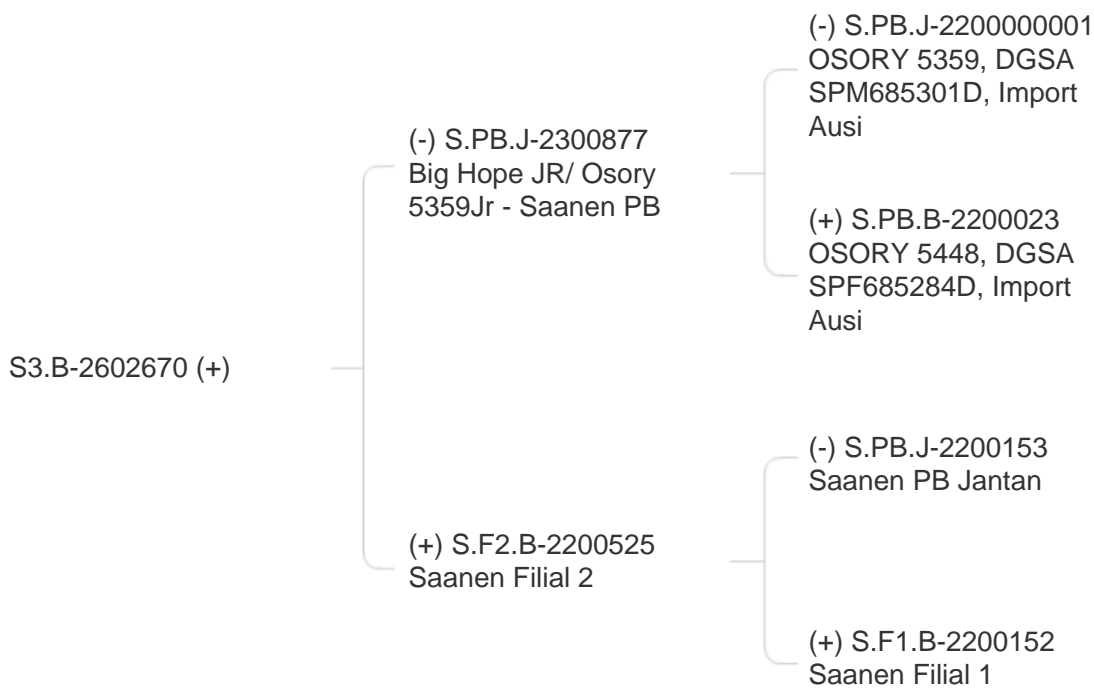 (-) S.PB.J-2200000001
OSORY 5359, DGSA
SPM685301D, Import
Ausi
(-) S.PB.J-2300877
Big Hope JR/ Osory
5359Jr - Saanen PB
(+) S.PB.B-2200023
OSORY 5448, DGSA
SPF685284D, Import
Ausi
S3.B-2602670 (+)
(-) S.PB.J-2200153
Saanen PB Jantan
(+) S.F2.B-2200525
Saanen Filial 2
(+) S.F1.B-2200152
Saanen Filial 1